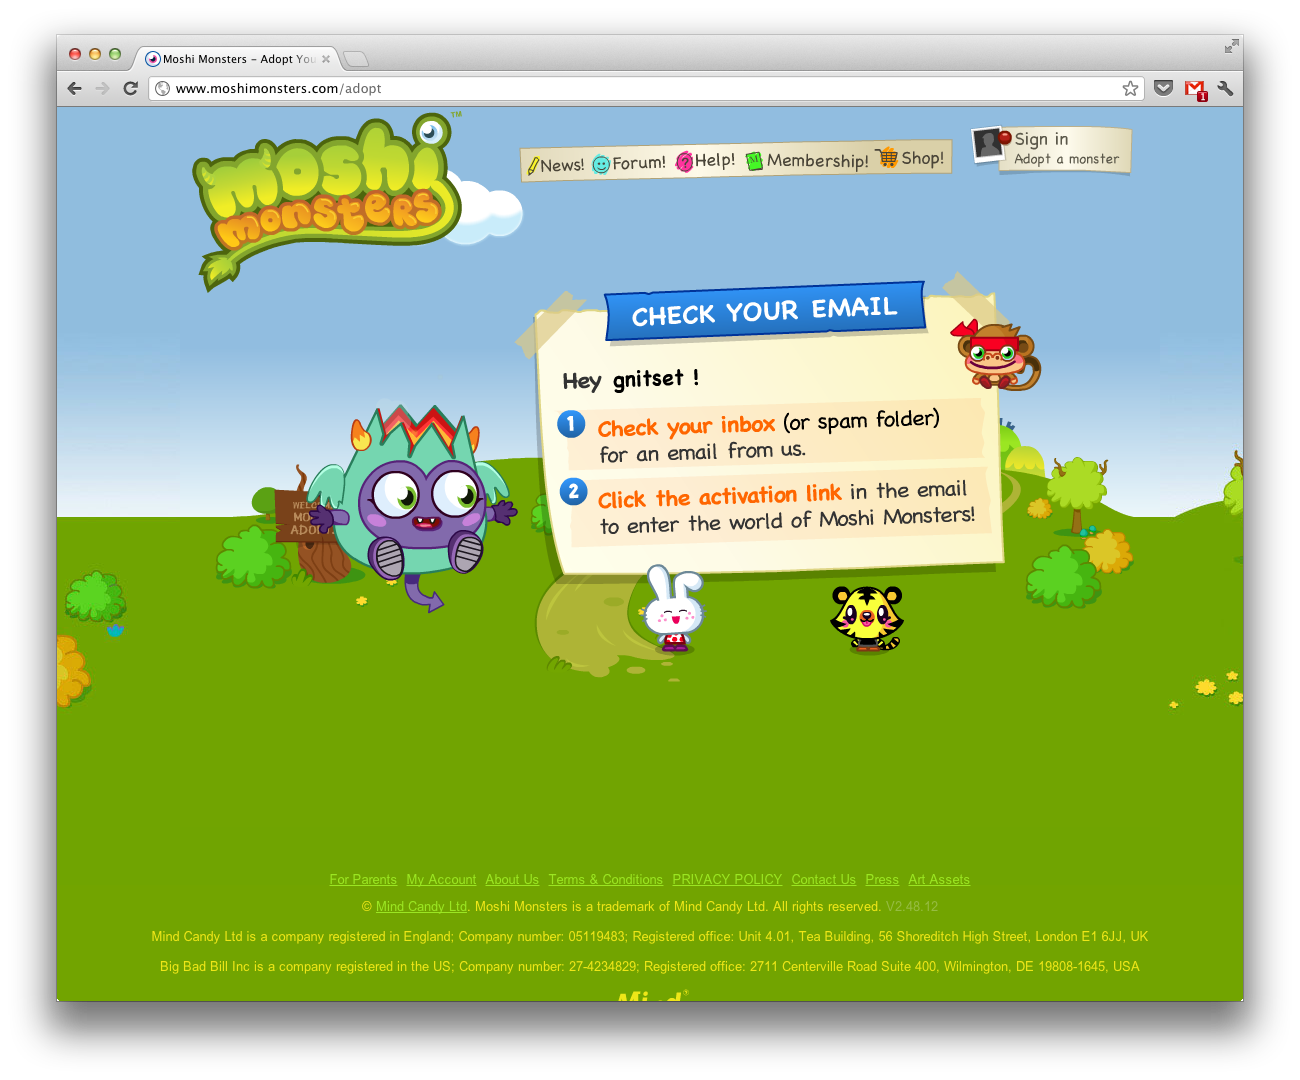 Moshi Monsters – Adopt You
www.moshimonsters.com/adopt
1
moshi
monsters
TM
News! Forum! Help! Membership! Shop!
Sign in
Adopt a monster
CHECK YOUR EMAIL
Hey gnitset !
1 Check your inbox (or spam folder)
for an email from us.
2 Click the activation link in the email
to enter the world of Moshi Monsters!
For Parents My Account About Us Terms & Conditions PRIVACY POLICY Contact Us Press Art Assets
© Mind Candy Ltd. Moshi Monsters is a trademark of Mind Candy Ltd. All rights reserved. V2.48.12
Mind Candy Ltd is a company registered in England; Company number: 05119483; Registered office: Unit 4.01, Tea Building, 56 Shoreditch High Street, London E1 6JJ, UK
Big Bad Bill Inc is a company registered in the US; Company number: 27-4234829; Registered office: 2711 Centerville Road Suite 400, Wilmington, DE 19808-1645, USA
Mind®